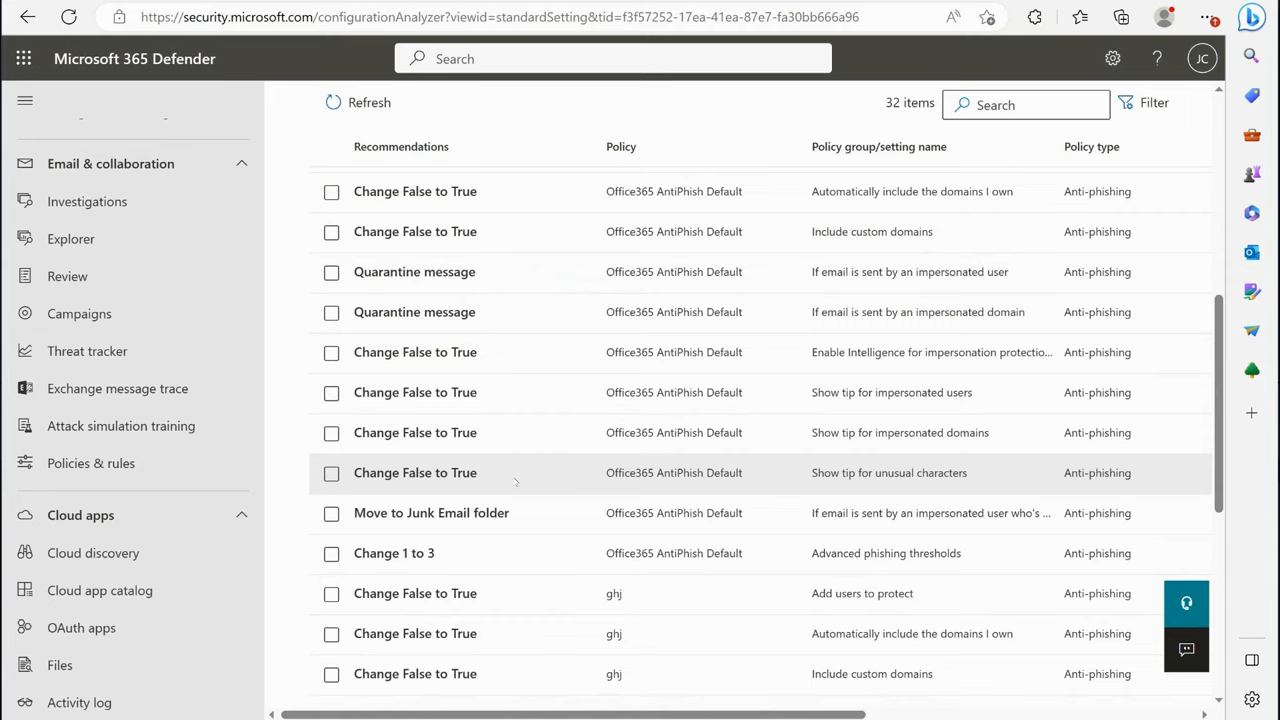 https://security.microsoft.com/configurationAnalyzer?viewid=standardSetting&tid=f3f57252-17ea-41ea-87e7-fa30bb666a96
Microsoft 365 Defender
Search
JC
Refresh
32 items
Search
Filter
Recommendations Policy Policy group/setting name Policy type
Email & collaboration
Investigations
Explorer
Review
Campaigns
Threat tracker
Exchange message trace
Attack simulation training
Policies & rules
Cloud apps
Cloud discovery
Cloud app catalog
OAuth apps
Files
Activity log
Change False to True Office365 AntiPhish Default Automatically include the domains I own Anti-phishing
Change False to True Office365 AntiPhish Default Include custom domains Anti-phishing
Quarantine message Office365 AntiPhish Default If email is sent by an impersonated user Anti-phishing
Quarantine message Office365 AntiPhish Default If email is sent by an impersonated domain Anti-phishing
Change False to True Office365 AntiPhish Default Enable Intelligence for impersonation protectio... Anti-phishing
Change False to True Office365 AntiPhish Default Show tip for impersonated users Anti-phishing
Change False to True Office365 AntiPhish Default Show tip for impersonated domains Anti-phishing
Change False to True Office365 AntiPhish Default Show tip for unusual characters Anti-phishing
Move to Junk Email folder Office365 AntiPhish Default If email is sent by an impersonated user who's ... Anti-phishing
Change 1 to 3 Office365 AntiPhish Default Advanced phishing thresholds Anti-phishing
Change False to True ghj Add users to protect Anti-phishing
Change False to True ghj Automatically include the domains I own Anti-phishing
Change False to True ghj Include custom domains Anti-phishing